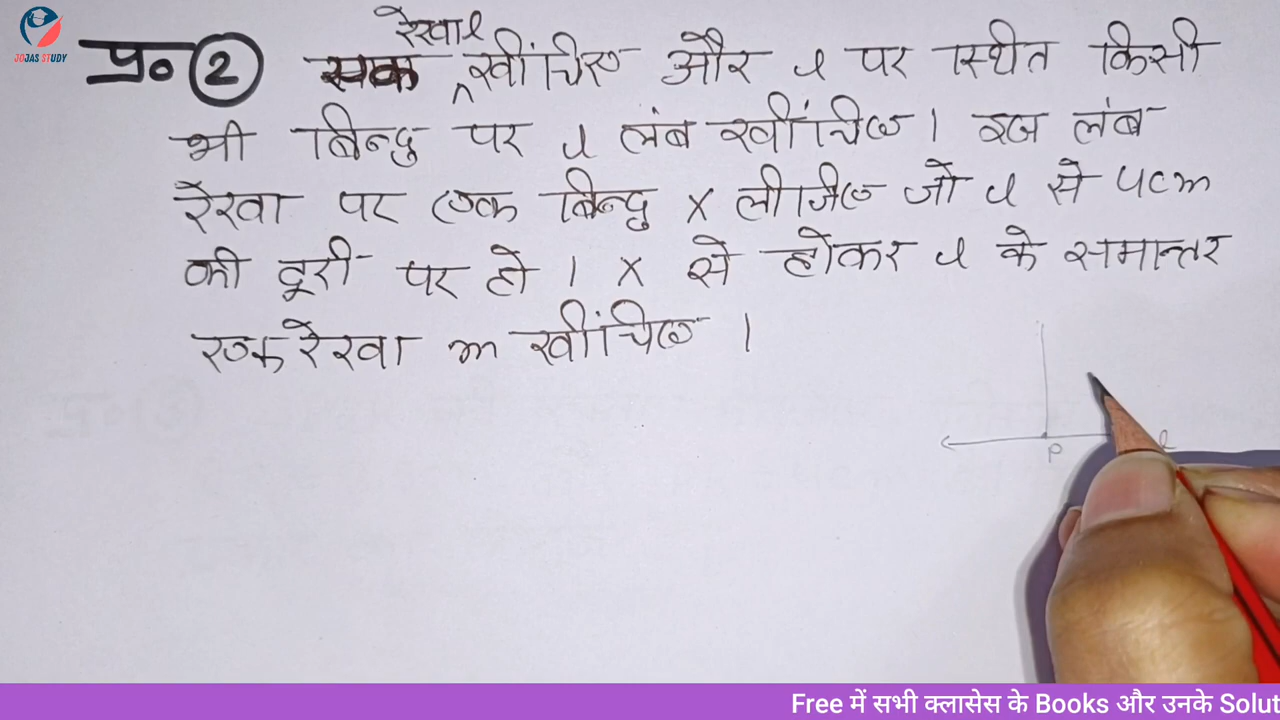 JOJAS STUDY
प्र० 2 एक रेखा l खींचिए और l पर स्थीत किसी
भी बिन्दु पर l लंब खींचिए। इस लंब
रेखा पर एक बिन्दु X लीजिए जो l से 4cm
की दूरी पर हो। X से होकर l के समान्तर
एक रेखा m खींचिए।
P l
Free में सभी क्लासेस के Books और उनके Solut